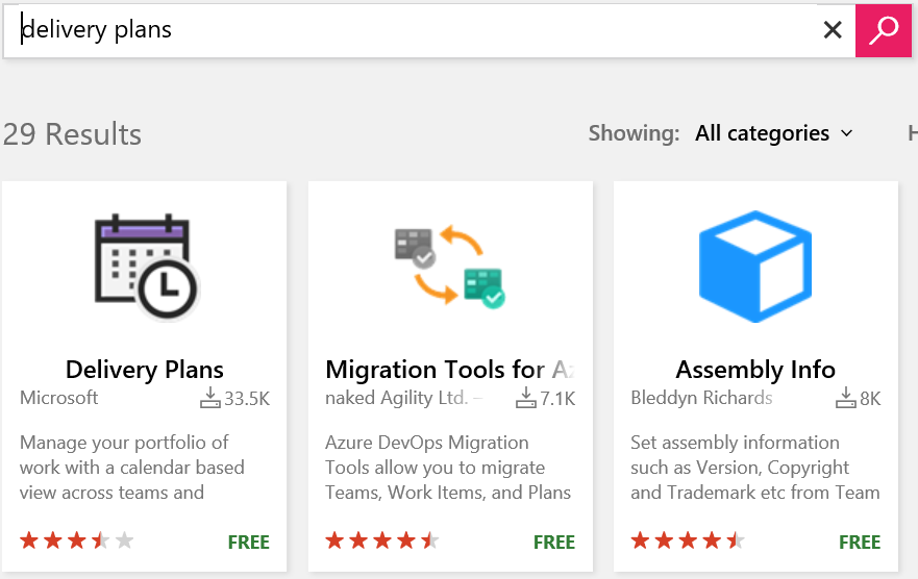 delivery plans
29 Results
Showing: All categories
H
Delivery Plans
Microsoft 33.5K
Manage your portfolio of
work with a calendar based
view across teams and
FREE
Migration Tools for Az
naked Agility Ltd. – 7.1K
Azure DevOps Migration
Tools allow you to migrate
Teams, Work Items, and Plans
FREE
Assembly Info
Bleddyn Richards 8K
Set assembly information
such as Version, Copyright
and Trademark etc from Team
FREE